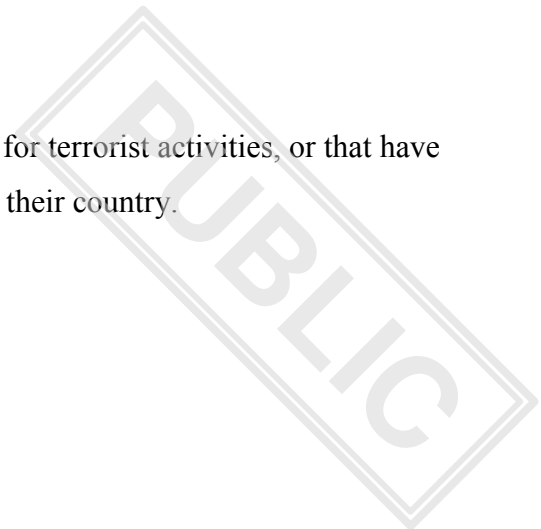 for terrorist activities, or that have
their country.
PUBLIC